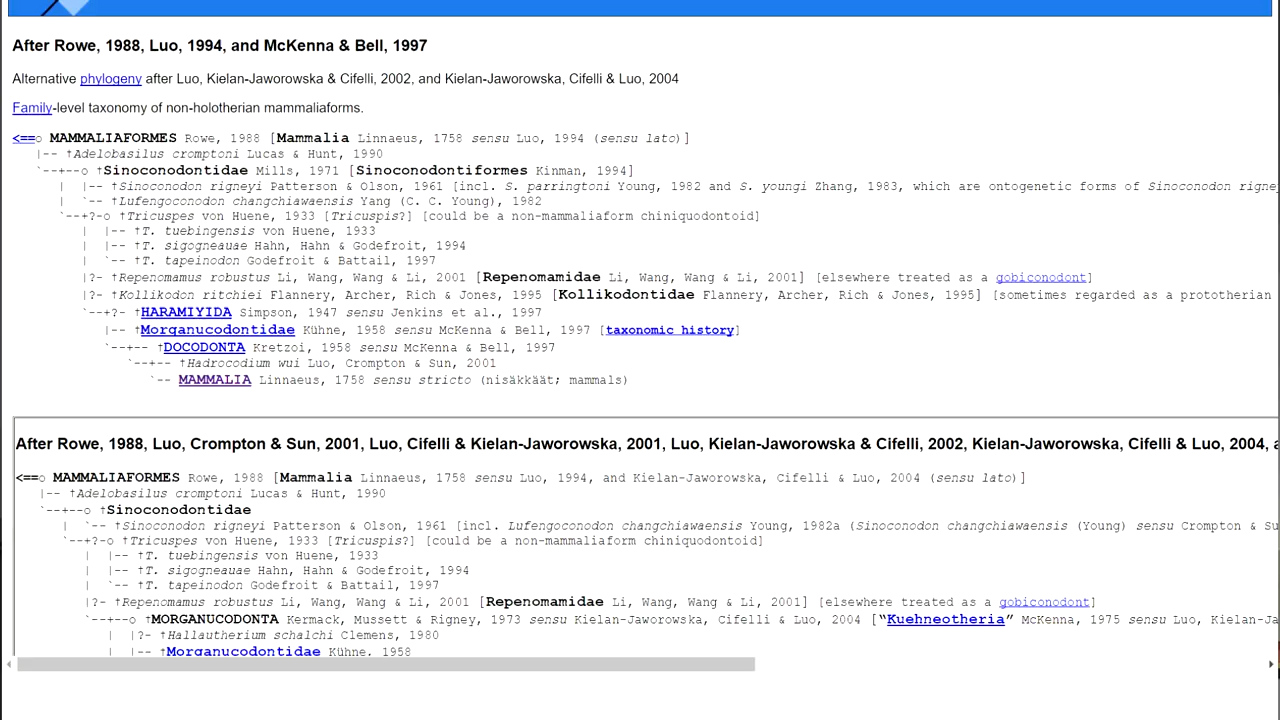 After Rowe, 1988, Luo, 1994, and McKenna & Bell, 1997
Alternative phylogeny after Luo, Kielan-Jaworowska & Cifelli, 2002, and Kielan-Jaworowska, Cifelli & Luo, 2004
Family-level taxonomy of non-holotherian mammaliaforms.
<==o MAMMALIAFORMES Rowe, 1988 [Mammalia Linnaeus, 1758 sensu Luo, 1994 (sensu lato)]
|-- †Adelobasilus cromptoni Lucas & Hunt, 1990
`--+--o †Sinoconodontidae Mills, 1971 [Sinoconodontiformes Kinman, 1994]
| |-- †Sinoconodon rigneyi Patterson & Olson, 1961 [incl. S. parringtoni Young, 1982 and S. youngi Zhang, 1983, which are ontogenetic forms of Sinoconodon rigne
| `-- †Lufengoconodon changchiawaensis Yang (C. C. Young), 1982
`--+?-o †Tricuspes von Huene, 1933 [Tricuspis?] [could be a non-mammaliaform chiniquodontoid]
| |-- †T. tuebingensis von Huene, 1933
| |-- †T. sigogneauae Hahn, Hahn & Godefroit, 1994
| `-- †T. tapeinodon Godefroit & Battail, 1997
|?- †Repenomamus robustus Li, Wang, Wang & Li, 2001 [Repenomamidae Li, Wang, Wang & Li, 2001] [elsewhere treated as a gobiconodont]
|?- †Kollikodon ritchiei Flannery, Archer, Rich & Jones, 1995 [Kollikodontidae Flannery, Archer, Rich & Jones, 1995] [sometimes regarded as a prototherian
`--+?- †HARAMIYIDA Simpson, 1947 sensu Jenkins et al., 1997
|-- †Morganucodontidae Kühne, 1958 sensu McKenna & Bell, 1997 [taxonomic history]
`--+-- †DOCODONTA Kretzoi, 1958 sensu McKenna & Bell, 1997
`--+-- †Hadrocodium wui Luo, Crompton & Sun, 2001
`-- MAMMALIA Linnaeus, 1758 sensu stricto (nisäkkäät; mammals)
After Rowe, 1988, Luo, Crompton & Sun, 2001, Luo, Cifelli & Kielan-Jaworowska, 2001, Luo, Kielan-Jaworowska & Cifelli, 2002, Kielan-Jaworowska, Cifelli & Luo, 2004, a
<==o MAMMALIAFORMES Rowe, 1988 [Mammalia Linnaeus, 1758 sensu Luo, 1994, and Kielan-Jaworowska, Cifelli & Luo, 2004 (sensu lato)]
|-- †Adelobasilus cromptoni Lucas & Hunt, 1990
`--+--o †Sinoconodontidae
| `-- †Sinoconodon rigneyi Patterson & Olson, 1961 [incl. Lufengoconodon changchiawaensis Young, 1982a (Sinoconodon changchiawaensis (Young) sensu Crompton & Su
`--+?-o †Tricuspes von Huene, 1933 [Tricuspis?] [could be a non-mammaliaform chiniquodontoid]
| |-- †T. tuebingensis von Huene, 1933
| |-- †T. sigogneauae Hahn, Hahn & Godefroit, 1994
| `-- †T. tapeinodon Godefroit & Battail, 1997
|?- †Repenomamus robustus Li, Wang, Wang & Li, 2001 [Repenomamidae Li, Wang, Wang & Li, 2001] [elsewhere treated as a gobiconodont]
`--+--o †MORGANUCODONTA Kermack, Mussett & Rigney, 1973 sensu Kielan-Jaworowska, Cifelli & Luo, 2004 [“Kuehneotheria” McKenna, 1975 sensu Luo, Kielan-Ja
| |?- †Hallautherium schalchi Clemens, 1980
| |-- †Morganucodontidae Kühne, 1958